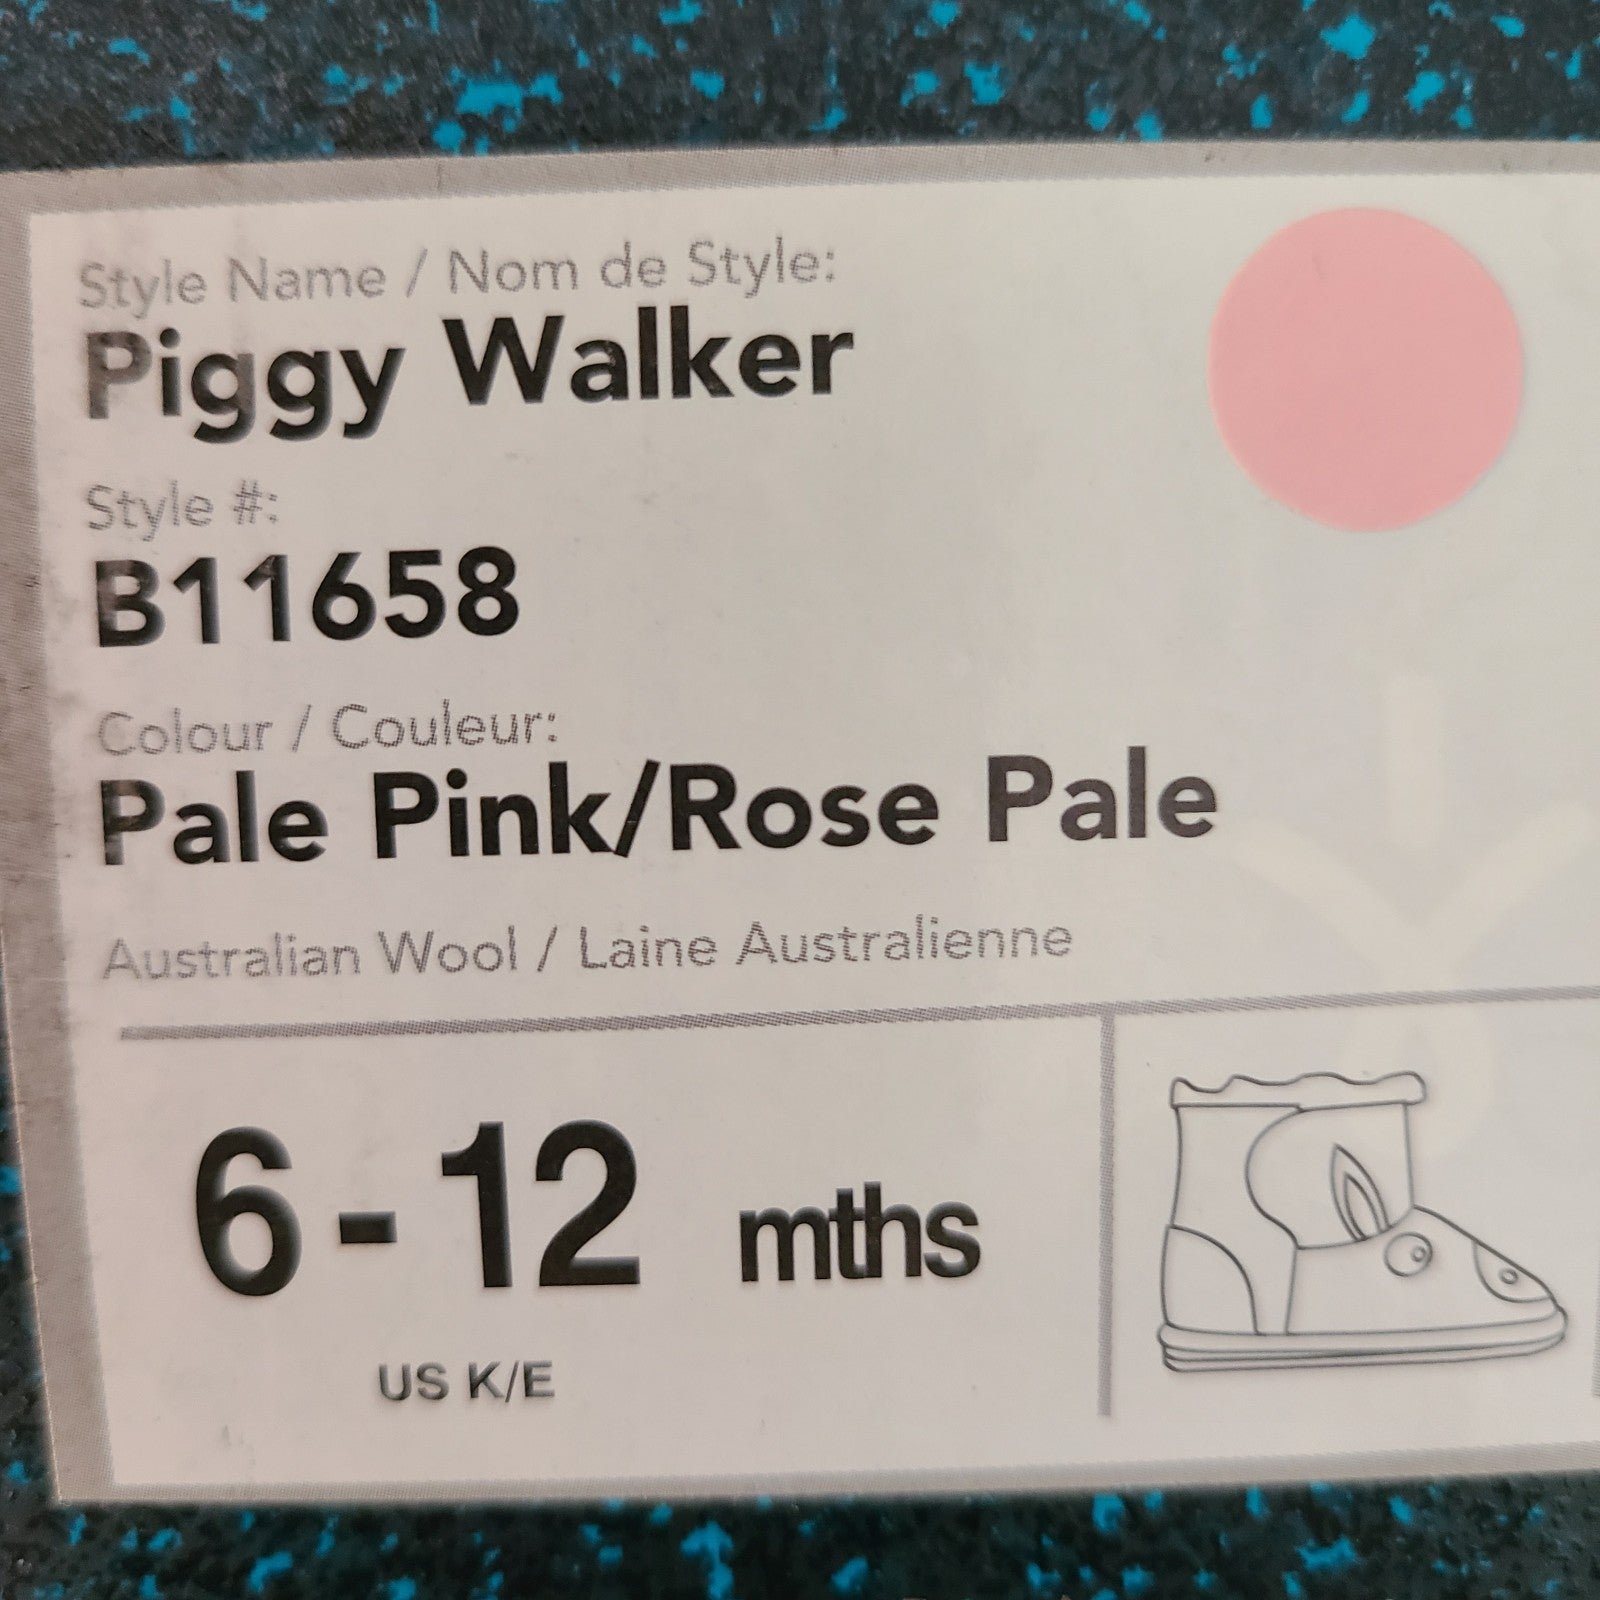 Style Name / Nom de Style:
Piggy Walker
Style #:
B11658
Colour / Couleur:
Pale Pink/Rose Pale
Australian Wool / Laine Australienne
6 - 12 mths
US K/E